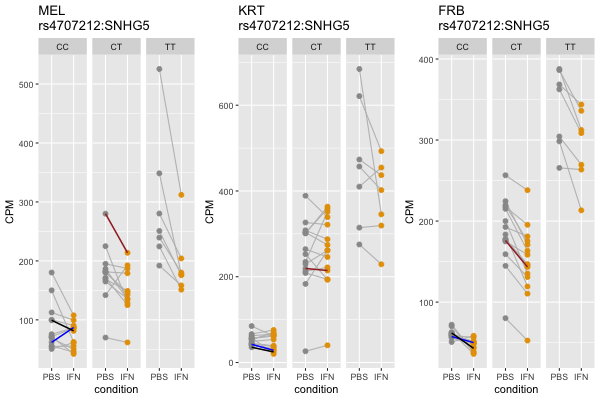 MEL
rs4707212:SNHG5
CC CT TT
CPM
500
400
300
200
100
PBS IFN PBS IFN PBS IFN
condition
KRT
rs4707212:SNHG5
CC CT TT
CPM
600
400
200
0
PBS IFN PBS IFN PBS IFN
condition
FRB
rs4707212:SNHG5
CC CT TT
CPM
400
300
200
100
PBS IFN PBS IFN PBS IFN
condition